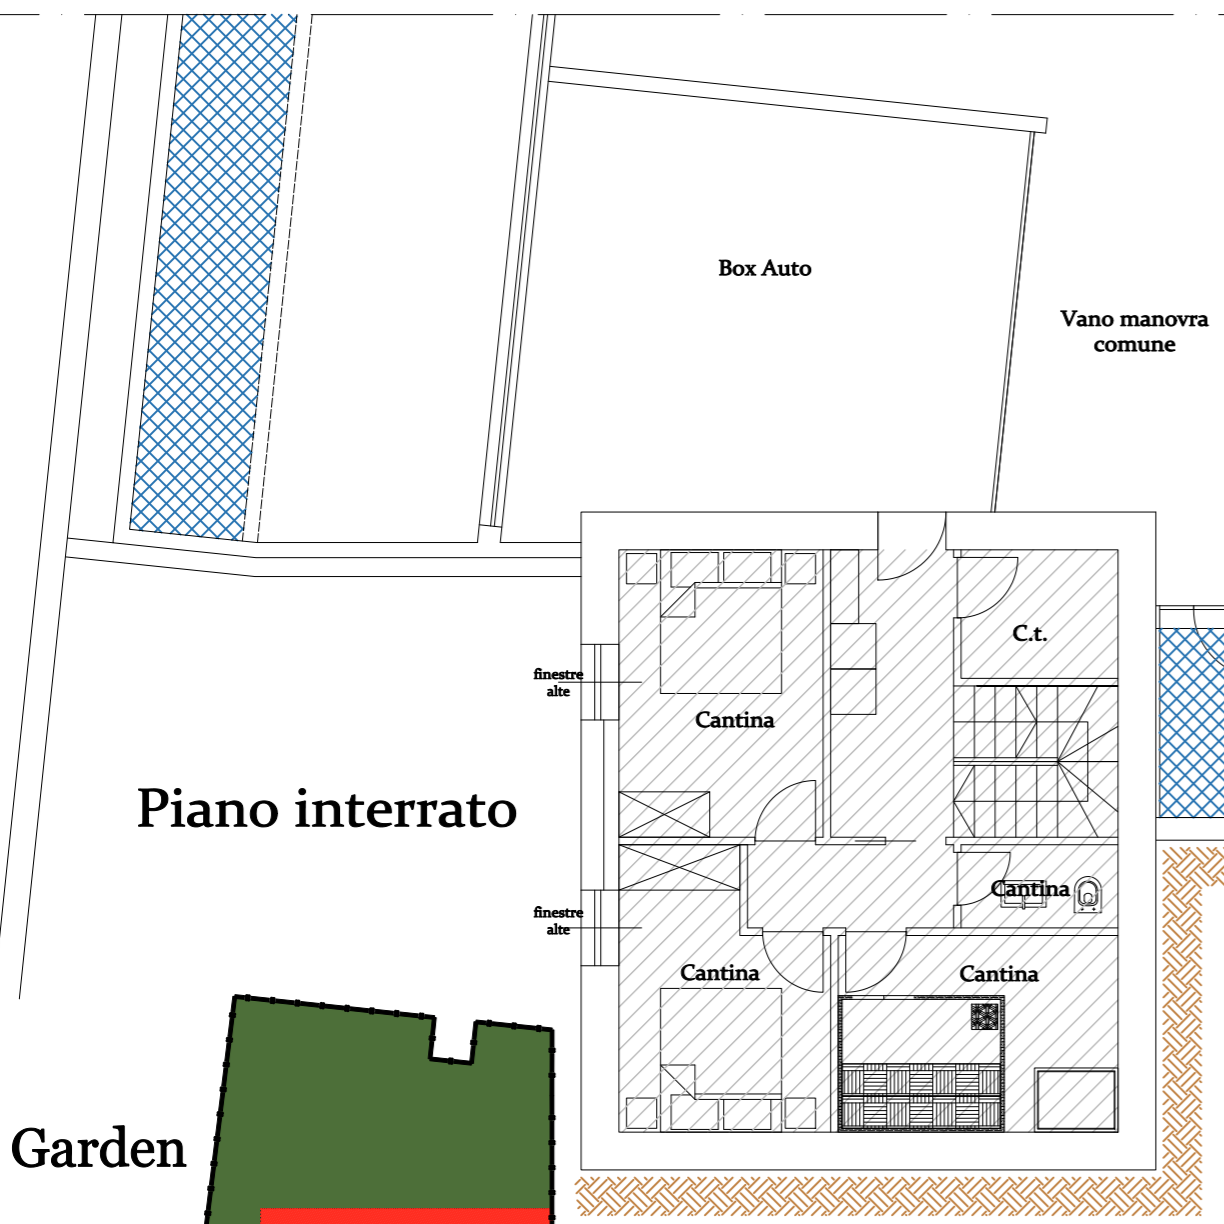 Box Auto
Vano manovra
comune
C.t.
finestre
alte
Cantina
Piano interrato
Cantina
finestre
alte
Cantina
Cantina
Garden